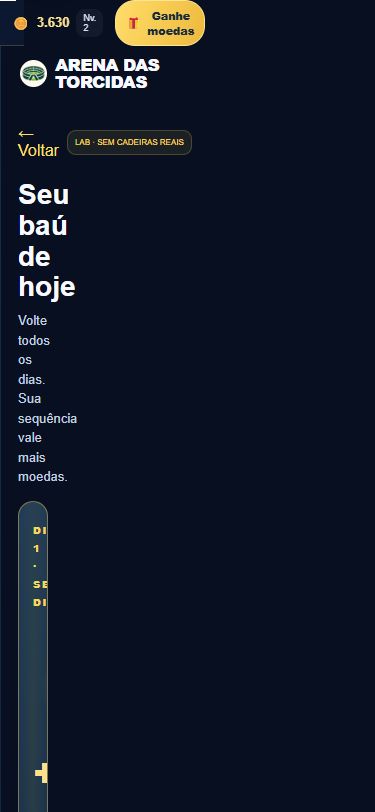 3.630
Nv.
2
Ganhe
moedas
ARENA DAS
TORCIDAS
←
Voltar
LAB · SEM CADEIRAS REAIS
Seu
baú
de
hoje
Volte
todos
os
dias.
Sua
sequência
vale
mais
moedas.
DI
1
·
SE
DI